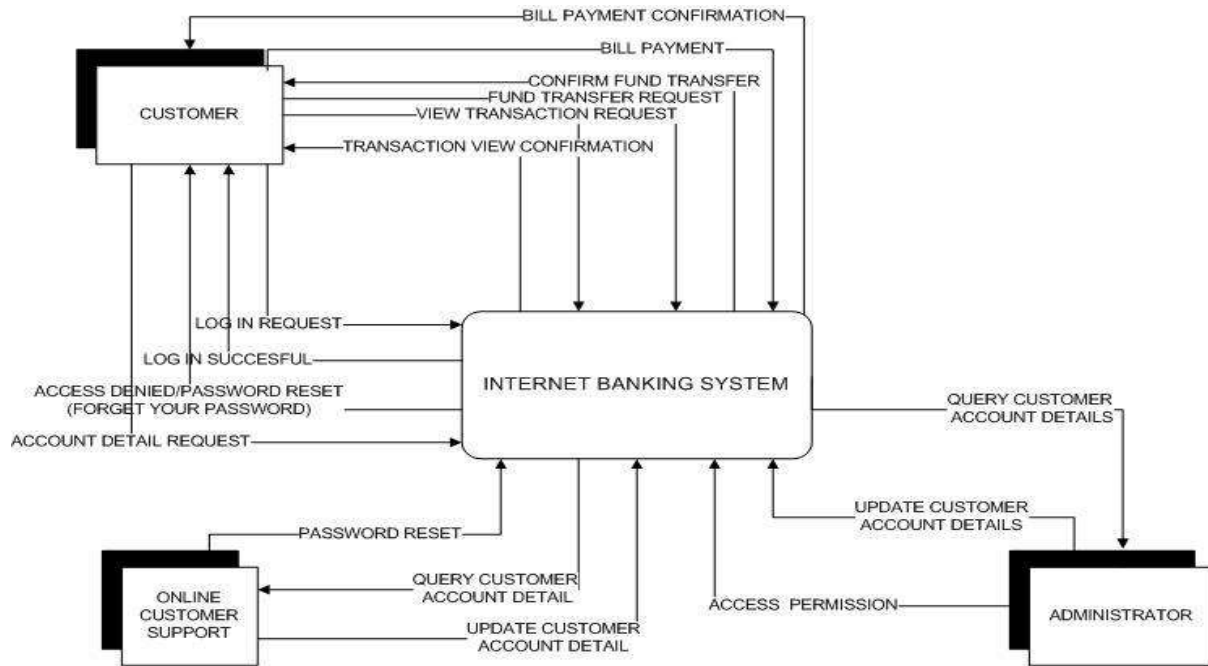 BILL PAYMENT CONFIRMATION
BILL PAYMENT
CONFIRM FUND TRANSFER
FUND TRANSFER REQUEST
VIEW TRANSACTION REQUEST
CUSTOMER
TRANSACTION VIEW CONFIRMATION
LOG IN REQUEST
LOG IN SUCCESFUL
ACCESS DENIED/PASSWORD RESET
(FORGET YOUR PASSWORD)
ACCOUNT DETAIL REQUEST
INTERNET BANKING SYSTEM
QUERY CUSTOMER
ACCOUNT DETAILS
UPDATE CUSTOMER
ACCOUNT DETAILS
PASSWORD RESET
QUERY CUSTOMER
ACCOUNT DETAIL
ONLINE
CUSTOMER
SUPPORT
UPDATE CUSTOMER
ACCOUNT DETAIL
ACCESS PERMISSION
ADMINISTRATOR